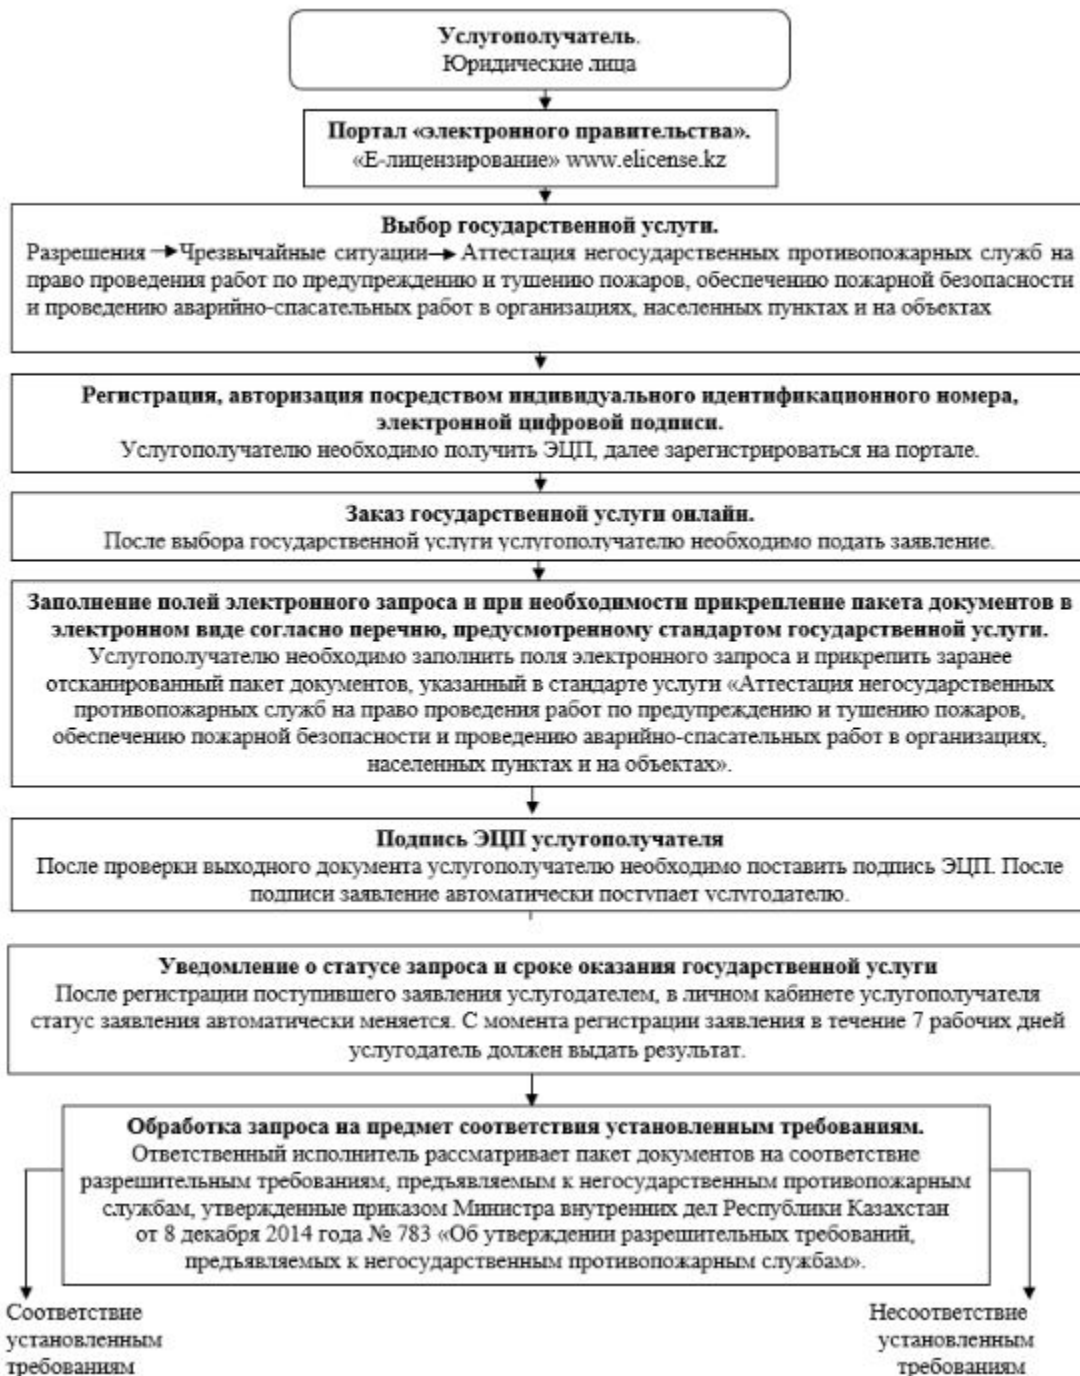 Услугополучатель.
Юридические лица
Портал «электронного правительства».
«Е-лицензирование» www.elicense.kz
Выбор государственной услуги.
Разрешения → Чрезвычайные ситуации → Аттестация негосударственных противопожарных служб на
право проведения работ по предупреждению и тушению пожаров, обеспечению пожарной безопасности
и проведению аварийно-спасательных работ в организациях, населенных пунктах и на объектах
Регистрация, авторизация посредством индивидуального идентификационного номера,
электронной цифровой подписи.
Услугополучателю необходимо получить ЭЦП, далее зарегистрироваться на портале.
Заказ государственной услуги онлайн.
После выбора государственной услуги услугополучателю необходимо подать заявление.
Заполнение полей электронного запроса и при необходимости прикрепление пакета документов в
электронном виде согласно перечню, предусмотренному стандартом государственной услуги.
Услугополучателю необходимо заполнить поля электронного запроса и прикрепить заранее
отсканированный пакет документов, указанный в стандарте услуги «Аттестация негосударственных
противопожарных служб на право проведения работ по предупреждению и тушению пожаров,
обеспечению пожарной безопасности и проведению аварийно-спасательных работ в организациях,
населенных пунктах и на объектах».
Подпись ЭЦП услугополучателя
После проверки выходного документа услугополучателю необходимо поставить подпись ЭЦП. После
подписи заявление автоматически поступает услугодателю.
Уведомление о статусе запроса и сроке оказания государственной услуги
После регистрации поступившего заявления услугодателем, в личном кабинете услугополучателя
статус заявления автоматически меняется. С момента регистрации заявления в течение 7 рабочих дней
услугодатель должен выдать результат.
Обработка запроса на предмет соответствия установленным требованиям.
Ответственный исполнитель рассматривает пакет документов на соответствие
разрешительным требованиям, предъявляемым к негосударственным противопожарным
службам, утвержденные приказом Министра внутренних дел Республики Казахстан
от 8 декабря 2014 года № 783 «Об утверждении разрешительных требований,
предъявляемых к негосударственным противопожарным службам».
Соответствие
установленным
требованиям
Несоответствие
установленным
требованиям